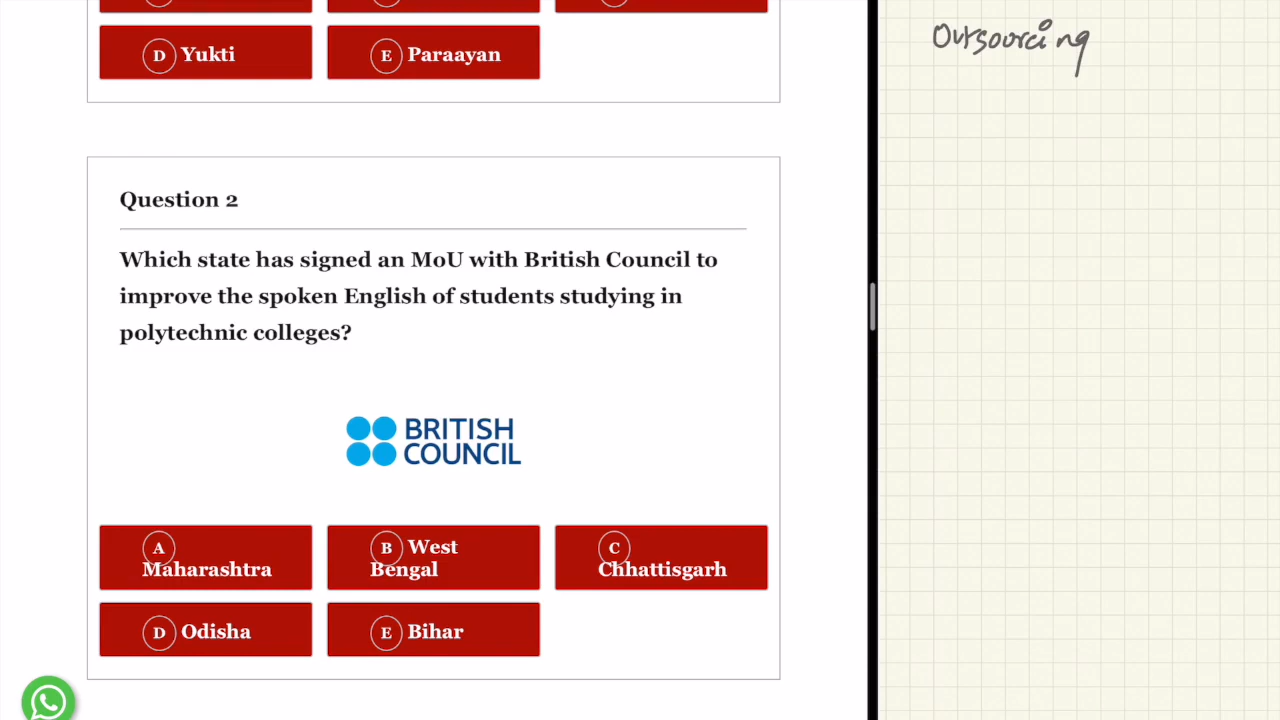 D Yukti
E Paraayan
Question 2
Which state has signed an MoU with British Council to
improve the spoken English of students studying in
polytechnic colleges?
BRITISH
COUNCIL
A
Maharashtra
B West
Bengal
C
Chhattisgarh
D Odisha
E Bihar
Outsourcing